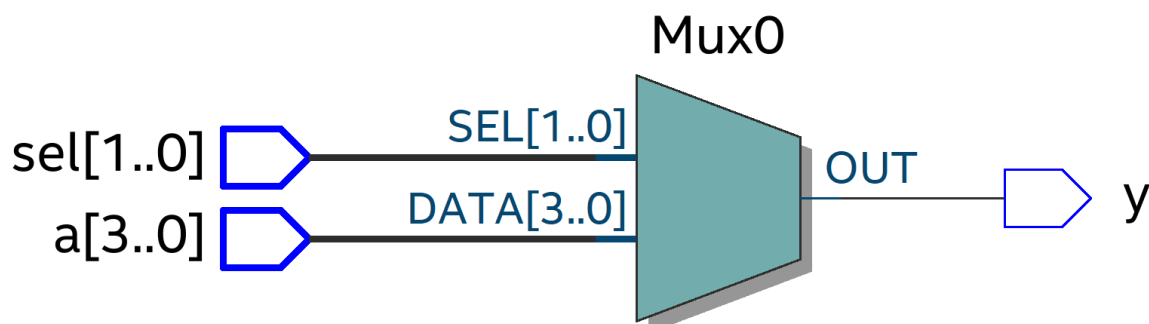 Mux0
sel[1..0]
SEL[1..0]
a[3..0]
DATA[3..0]
OUT
y